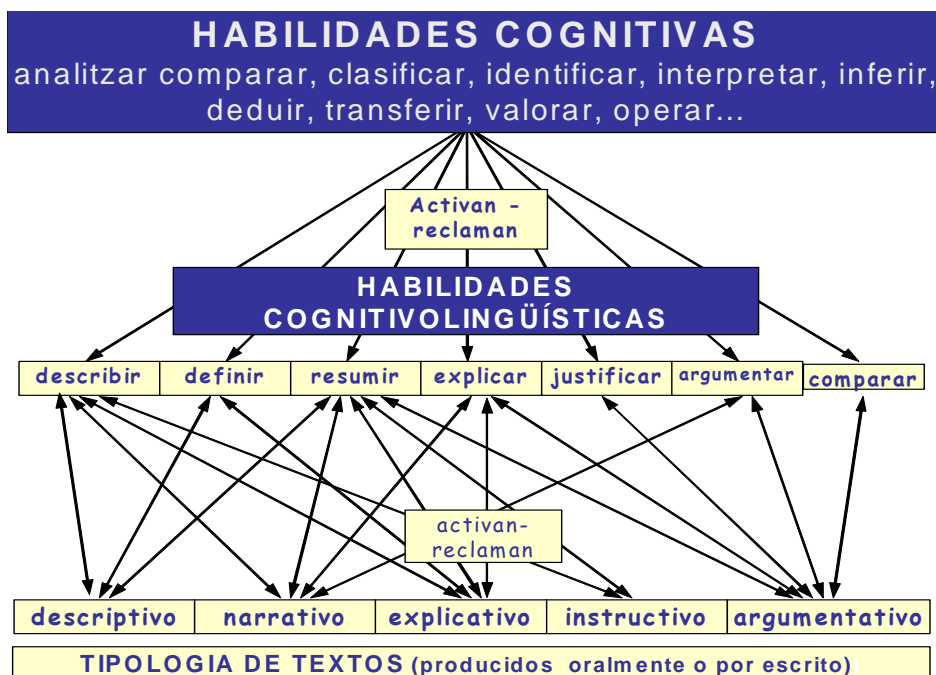 HABILIDADES COGNITIVAS
analitzar comparar, clasificar, identificar, interpretar, inferir,
deduir, transferir, valorar, operar...
Activan -
reclaman
HABILIDADES
COGNITIVOLINGÜÍSTICAS
describir definir resumir explicar justificar argumentar comparar
activan-
reclaman
descriptivo narrativo explicativo instructivo argumentativo
TIPOLOGIA DE TEXTOS (producidos oralmente o por escrito)